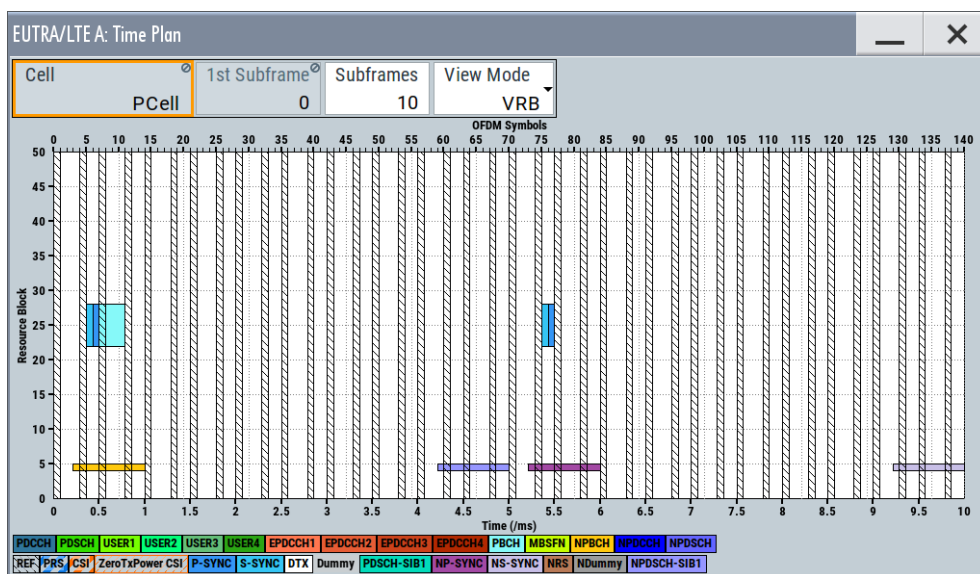 EUTRA/LTE A: Time Plan
Cell 1st Subframe Subframes View Mode
PCell 0 10 VRB
OFDM Symbols
0 5 10 15 20 25 30 35 40 45 50 55 60 65 70 75 80 85 90 95 100 105 110 115 120 125 130 135 140
50
45
40
35
30
25
20
15
10
5
0
Resource Block
0 0.5 1 1.5 2 2.5 3 3.5 4 4.5 5 5.5 6 6.5 7 7.5 8 8.5 9 9.5 10
Time (/ms)
PDCCH PDSCH USER1 USER2 USER3 USER4 EPDCCH1 EPDCCH2 EPDCCH3 EPDCCH4 PBCH MBSFN NPBCH NPDCCH NPDSCH
REF PRS CSI ZeroTxPower CSI P-SYNC S-SYNC DTX Dummy PDSCH-SIB1 NP-SYNC NS-SYNC NRS NDummy NPDSCH-SIB1